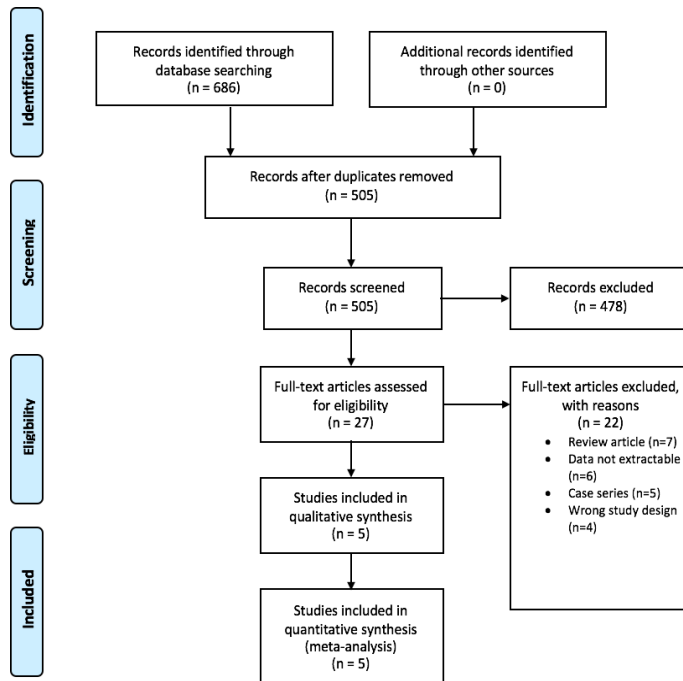 Identification
Records identified through
database searching
(n = 686)
Additional records identified
through other sources
(n = 0)
Records after duplicates removed
(n = 505)
Screening
Records screened
(n = 505)
Records excluded
(n = 478)
Eligibility
Full-text articles assessed
for eligibility
(n = 27)
Full-text articles excluded,
with reasons
(n = 22)
• Review article (n=7)
• Data not extractable
(n=6)
• Case series (n=5)
• Wrong study design
(n=4)
Studies included in
qualitative synthesis
(n = 5)
Included
Studies included in
quantitative synthesis
(meta-analysis)
(n = 5)